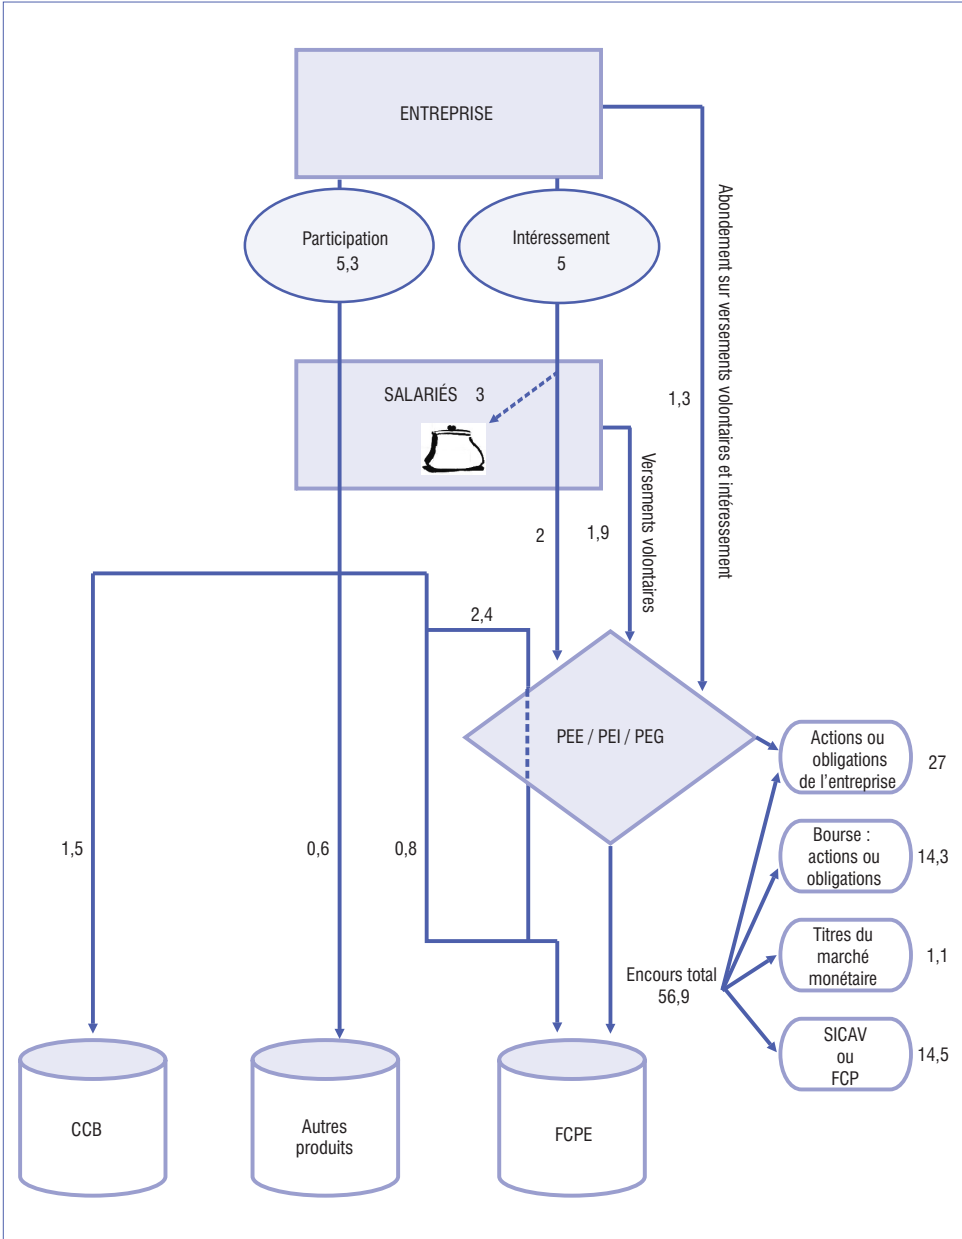 ENTREPRISE
Participation
5,3
Intéressement
5
Abondement sur versements volontaires et intéressement
1,3
SALARIÉS 3
Versements volontaires
2
1,9
2,4
PEE / PEI / PEG
Actions ou
obligations
de l'entreprise
27
Bourse :
actions ou
obligations
14,3
1,5
0,6
0,8
Titres du
marché
monétaire
1,1
Encours total
56,9
SICAV
ou
FCP
14,5
CCB
Autres
produits
FCPE